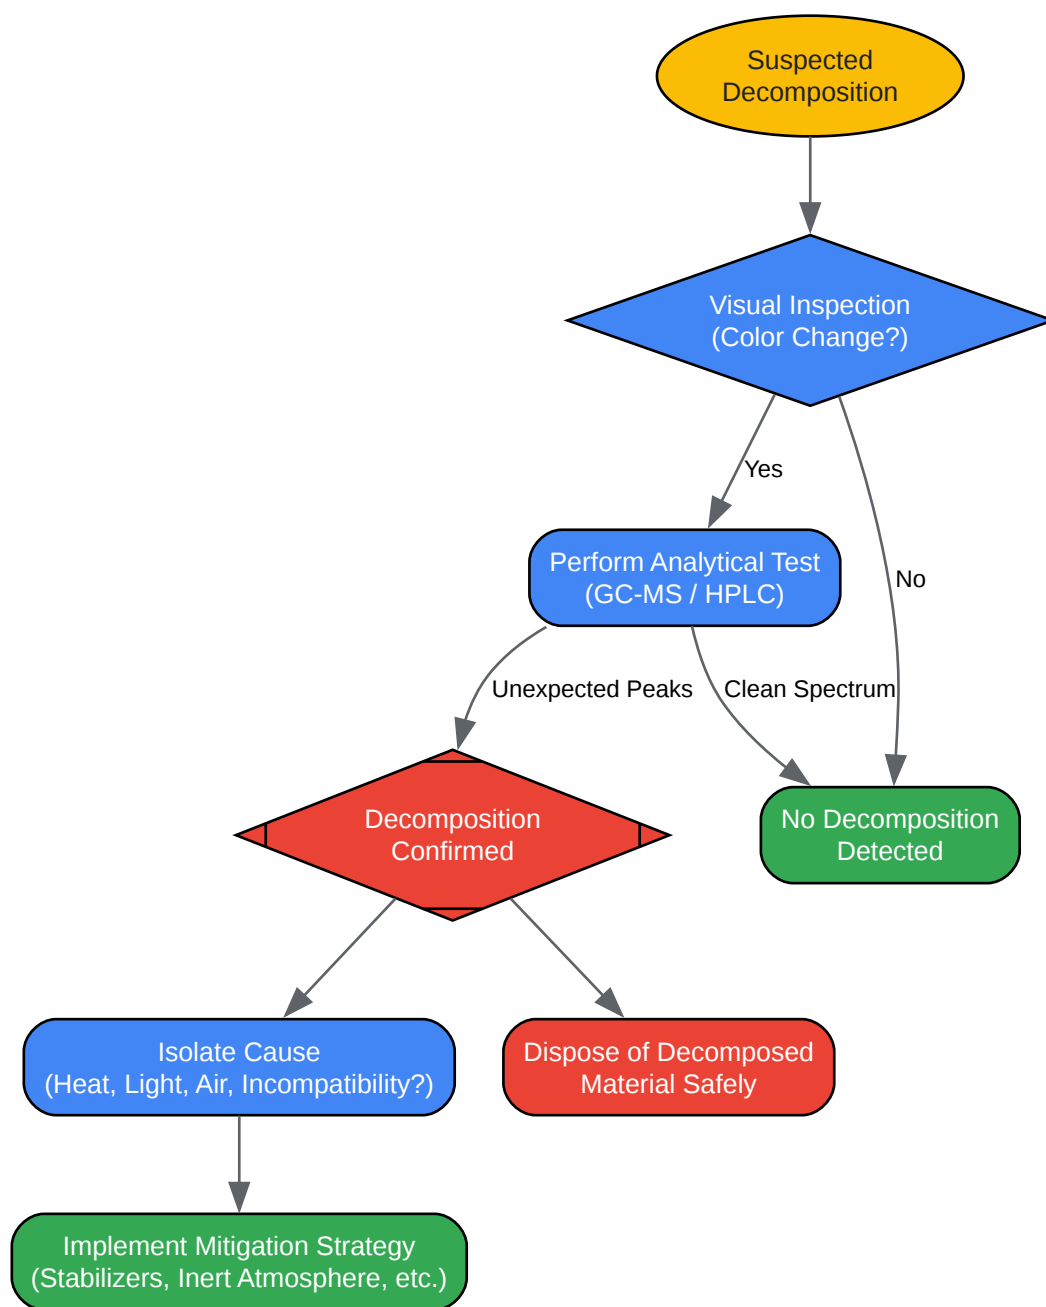 Suspected
Decomposition
Visual Inspection
(Color Change?)
Yes
Perform Analytical Test
(GC-MS / HPLC)
No
Unexpected Peaks
Clean Spectrum
Decomposition
Confirmed
No Decomposition
Detected
Isolate Cause
(Heat, Light, Air, Incompatibility?)
Dispose of Decomposed
Material Safely
Implement Mitigation Strategy
(Stabilizers, Inert Atmosphere, etc.)